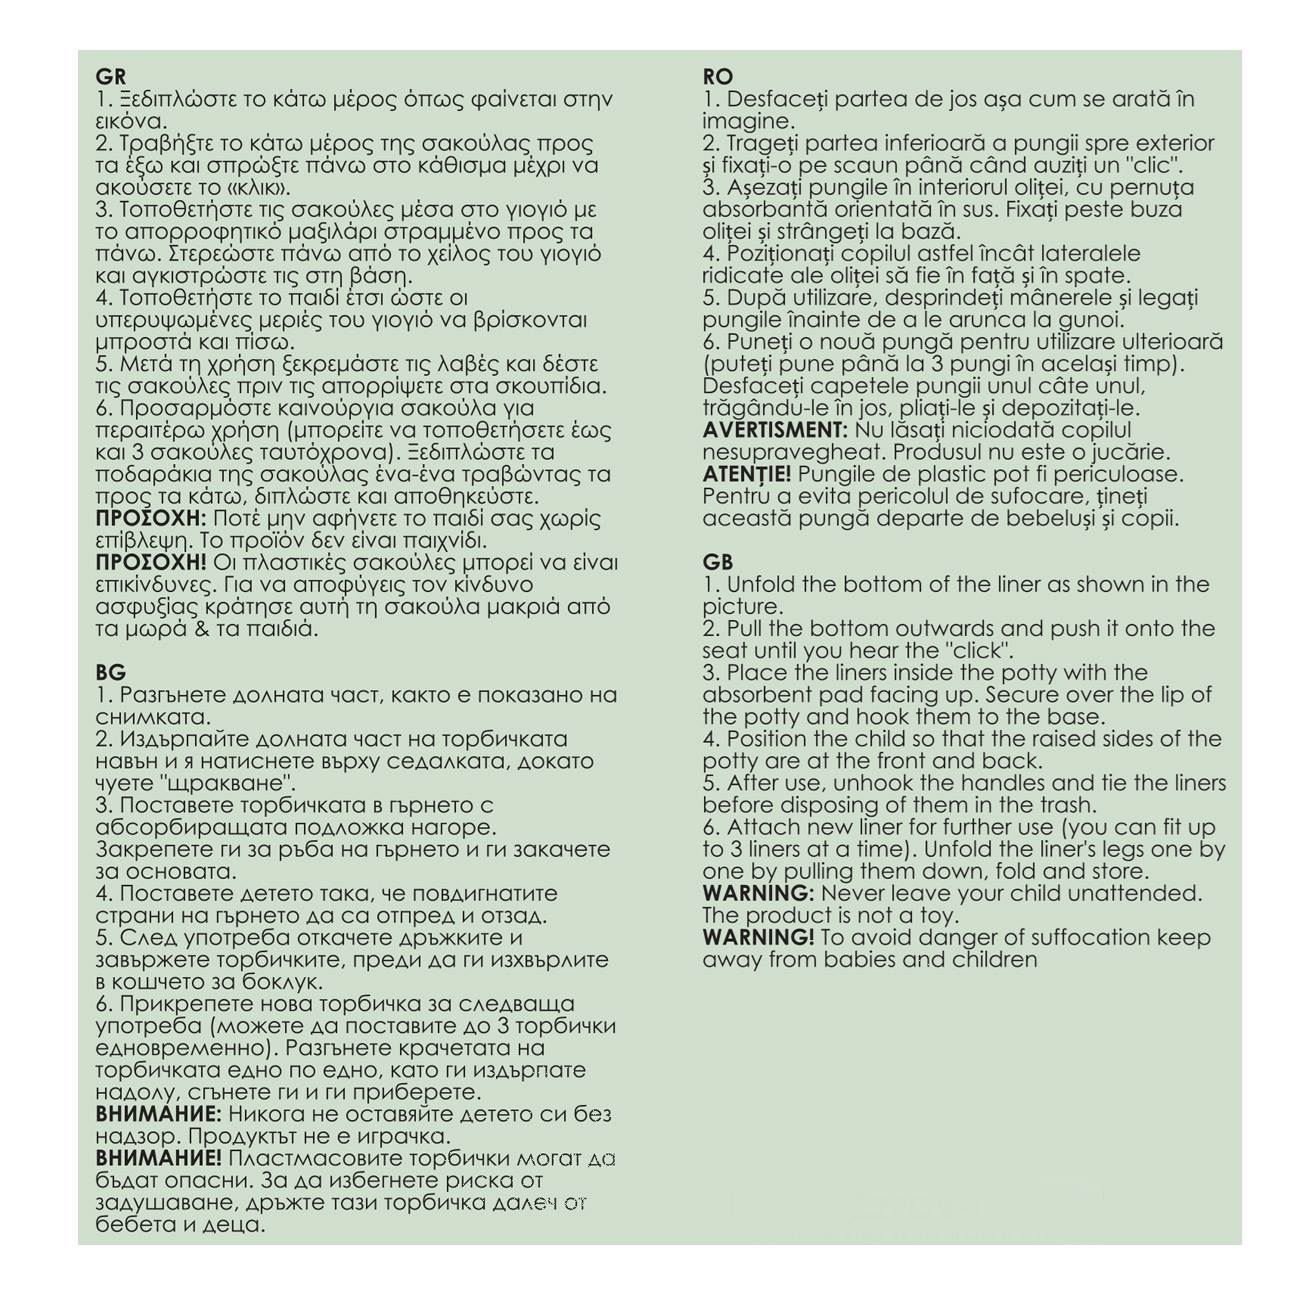 GR
1. Ξεδιπλώστε το κάτω μέρος όπως φαίνεται στην
εικόνα.
2. Τραβήξτε το κάτω μέρος της σακούλας προς
τα έξω και σπρώξτε πάνω στο κάθισμα μέχρι να
ακούσετε το «κλικ».
3. Τοποθετήστε τις σακούλες μέσα στο γιογιό με
το απορροφητικό μαξιλάρι στραμμένο προς τα
πάνω. Στερεώστε πάνω από το χείλος του γιογιό
και αγκιστρώστε τις στη βάση.
4. Τοποθετήστε το παιδί έτσι ώστε οι
υπερυψωμένες μεριές του γιογιό να βρίσκονται
μπροστά και πίσω.
5. Μετά τη χρήση ξεκρεμάστε τις λαβές και δέστε
τις σακούλες πριν τις απορρίψετε στα σκουπίδια.
6. Προσαρμόστε καινούργια σακούλα για
περαιτέρω χρήση (μπορείτε να τοποθετήσετε έως
και 3 σακούλες ταυτόχρονα). Ξεδιπλώστε τα
ποδαράκια της σακούλας ένα-ένα τραβώντας τα
προς τα κάτω, διπλώστε και αποθηκεύστε.
ΠΡΟΣΟΧΗ: Ποτέ μην αφήνετε το παιδί σας χωρίς
επίβλεψη. Το προϊόν δεν είναι παιχνίδι.
ΠΡΟΣΟΧΗ! Οι πλαστικές σακούλες μπορεί να είναι
επικίνδυνες. Για να αποφύγεις τον κίνδυνο
ασφυξίας κράτησε αυτή τη σακούλα μακριά από
τα μωρά & τα παιδιά.
BG
1. Разгънете долната част, както е показано на
снимката.
2. Издърпайте долната част на торбичката
навън и я натиснете върху седалката, докато
чуете "щракване".
3. Поставете торбичката в гърнето с
абсорбиращата подложка нагоре.
Закрепете ги за ръба на гърнето и ги закачете
за основата.
4. Поставете детето така, че повдигнатите
страни на гърнето да са отпред и отзад.
5. След употреба откачете дръжките и
завържете торбичките, преди да ги изхвърлите
в кошчето за боклук.
6. Прикрепете нова торбичка за следваща
употреба (можете да поставите до 3 торбички
едновременно). Разгънете крачетата на
торбичката едно по едно, като ги издърпате
надолу, сгънете ги и ги приберете.
ВНИМАНИЕ: Никога не оставяйте детето си без
надзор. Продуктът не е играчка.
ВНИМАНИЕ! Пластмасовите торбички могат да
бъдат опасни. За да избегнете риска от
задушаване, дръжте тази торбичка далеч от
бебета и деца.
RO
1. Desfaceți partea de jos așa cum se arată în
imagine.
2. Trageți partea inferioară a pungii spre exterior
și fixați-o pe scaun până când auziți un "clic".
3. Așezați pungile în interiorul oliței, cu pernuța
absorbantă orientată în sus. Fixați peste buza
oliței și strângeți la bază.
4. Poziționați copilul astfel încât lateralele
ridicate ale oliței să fie în față și în spate.
5. După utilizare, desprindeți mânerele și legați
pungile înainte de a le arunca la gunoi.
6. Puneți o nouă pungă pentru utilizare ulterioară
(puteți pune până la 3 pungi în același timp).
Desfaceți capetele pungii unul câte unul,
trăgându-le în jos, pliați-le și depozitați-le.
AVERTISMENT: Nu lăsați niciodată copilul
nesupravegheat. Produsul nu este o jucărie.
ATENȚIE! Pungile de plastic pot fi periculoase.
Pentru a evita pericolul de sufocare, țineți
această pungă departe de bebeluși și copii.
GB
1. Unfold the bottom of the liner as shown in the
picture.
2. Pull the bottom outwards and push it onto the
seat until you hear the "click".
3. Place the liners inside the potty with the
absorbent pad facing up. Secure over the lip of
the potty and hook them to the base.
4. Position the child so that the raised sides of the
potty are at the front and back.
5. After use, unhook the handles and tie the liners
before disposing of them in the trash.
6. Attach new liner for further use (you can fit up
to 3 liners at a time). Unfold the liner's legs one by
one by pulling them down, fold and store.
WARNING: Never leave your child unattended.
The product is not a toy.
WARNING! To avoid danger of suffocation keep
away from babies and children